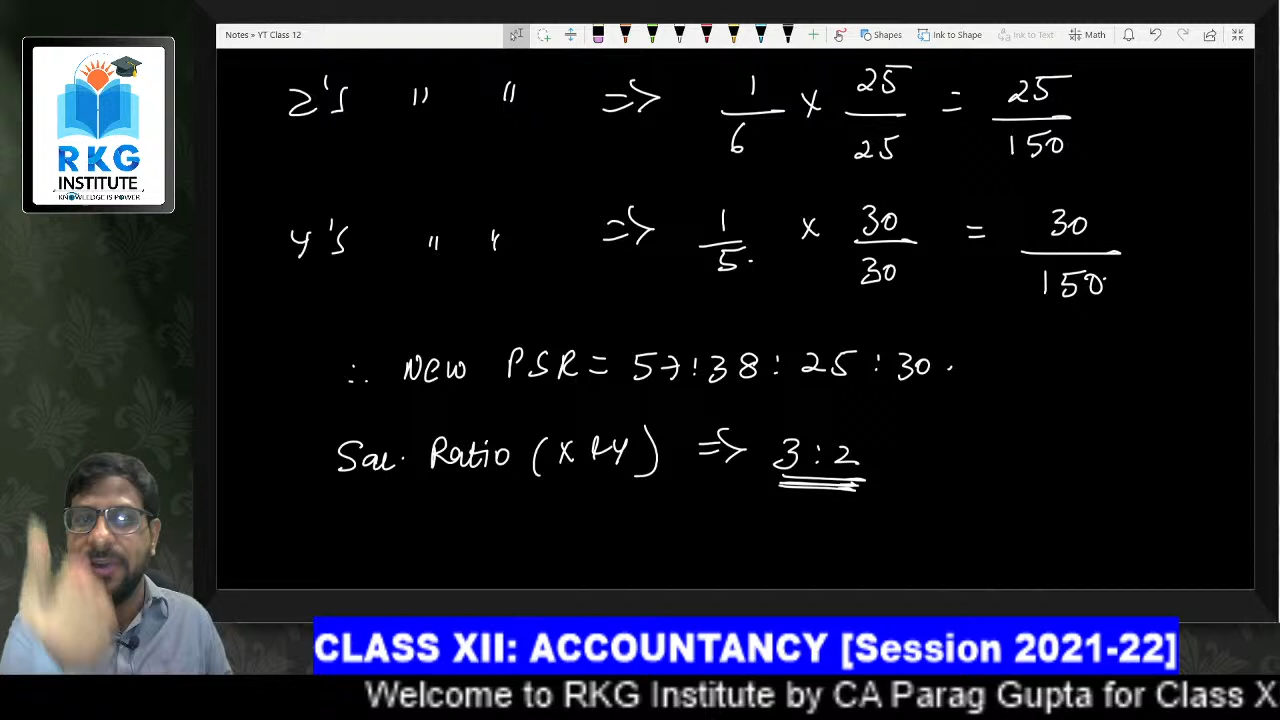 Notes » YT Class 12
Shapes Ink to Shape Ink to Text Math
RKG
INSTITUTE
KNOWLEDGE IS POWER
Z's " " => 1/6 × 25/25 = 25/150
Y's " " => 1/5 × 30/30 = 30/150
∴ New PSR = 57:38:25:30.
Sac. Ratio (X & Y) => 3:2
CLASS XII: ACCOUNTANCY [Session 2021-22]
Welcome to RKG Institute by CA Parag Gupta for Class X